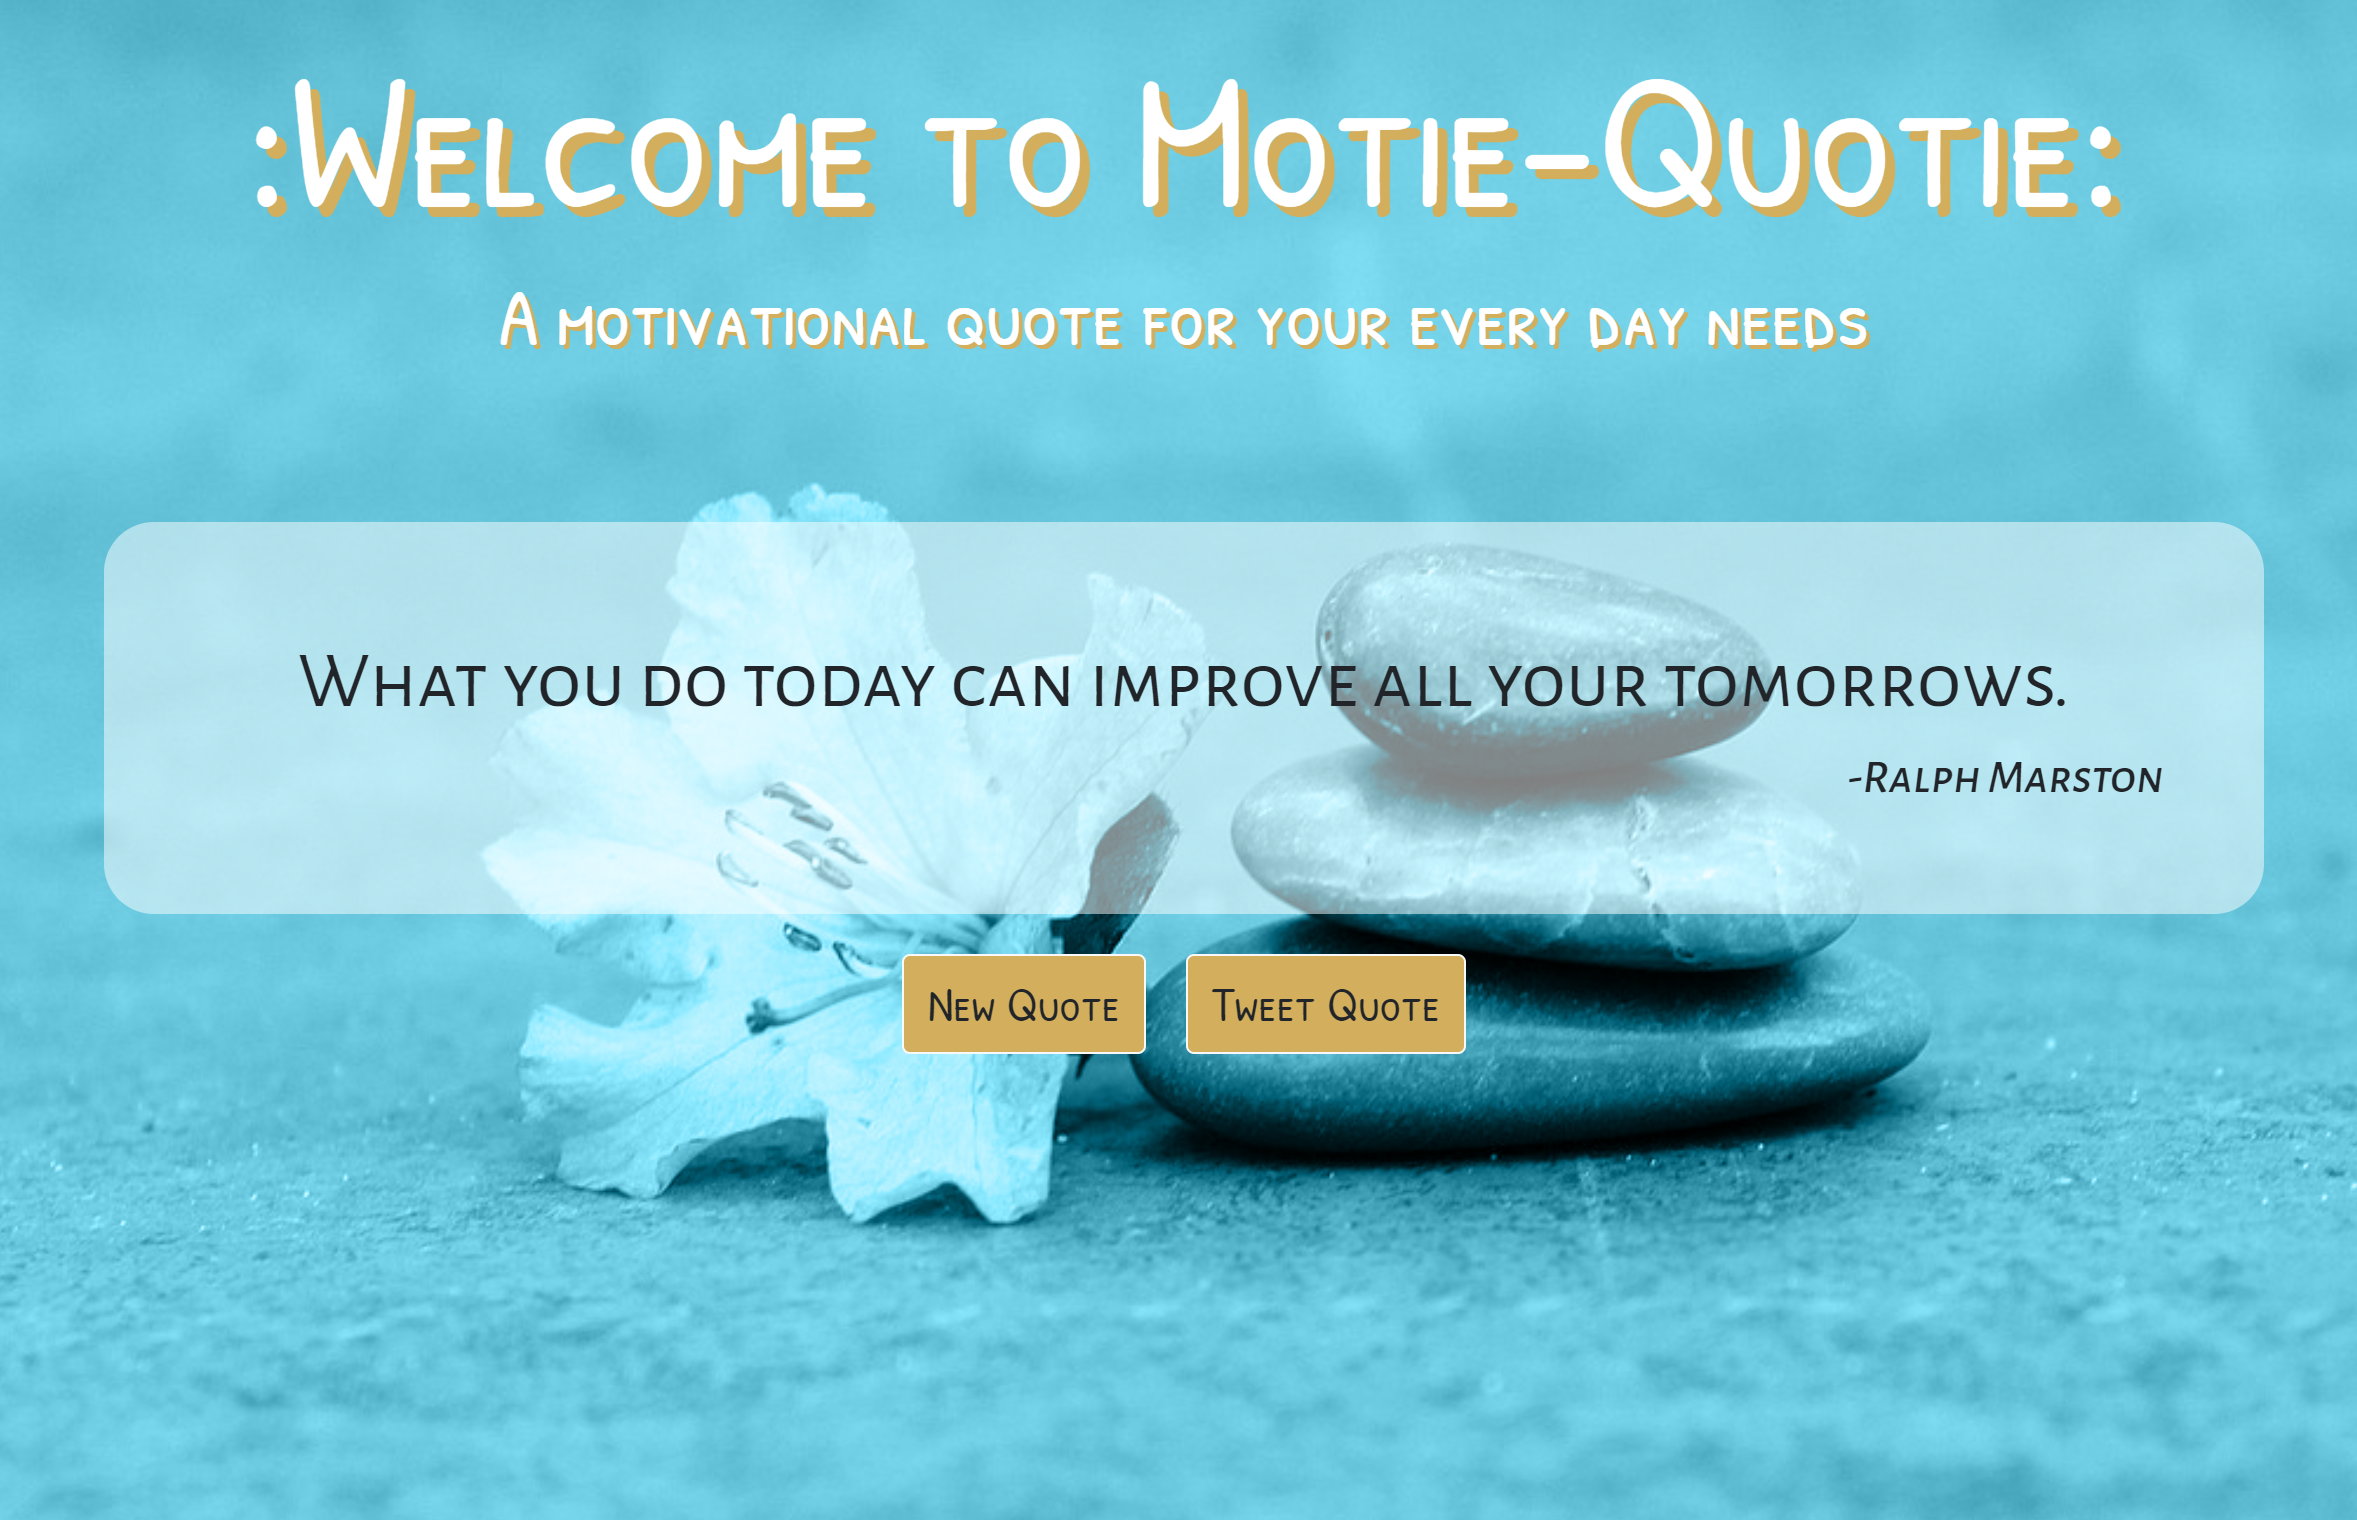 :Welcome to Motie-Quotie:
A motivational quote for your every day needs
What you do today can improve all your tomorrows.
-Ralph Marston
New Quote
Tweet Quote